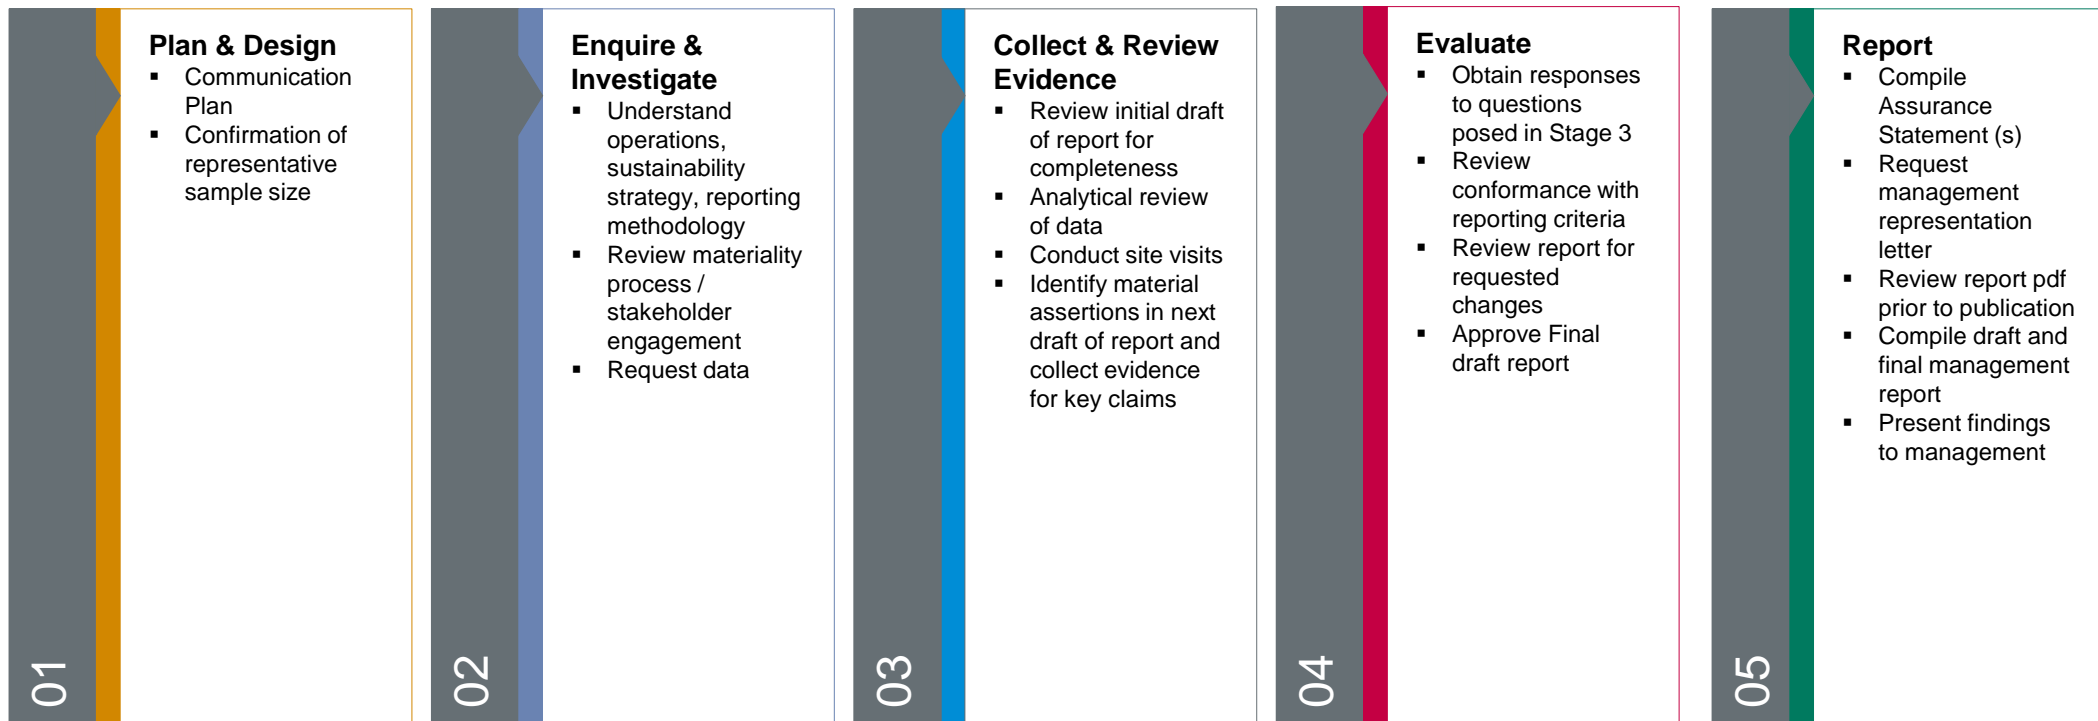 01
Plan & Design
▪ Communication
Plan
▪ Confirmation of
representative
sample size
02
Enquire &
Investigate
▪ Understand
operations,
sustainability
strategy, reporting
methodology
▪ Review materiality
process /
stakeholder
engagement
▪ Request data
03
Collect & Review
Evidence
▪ Review initial draft
of report for
completeness
▪ Analytical review
of data
▪ Conduct site visits
▪ Identify material
assertions in next
draft of report and
collect evidence
for key claims
04
Evaluate
▪ Obtain responses
to questions
posed in Stage 3
▪ Review
conformance with
reporting criteria
▪ Review report for
requested
changes
▪ Approve Final
draft report
05
Report
▪ Compile
Assurance
Statement (s)
▪ Request
management
representation
letter
▪ Review report pdf
prior to publication
▪ Compile draft and
final management
report
▪ Present findings
to management